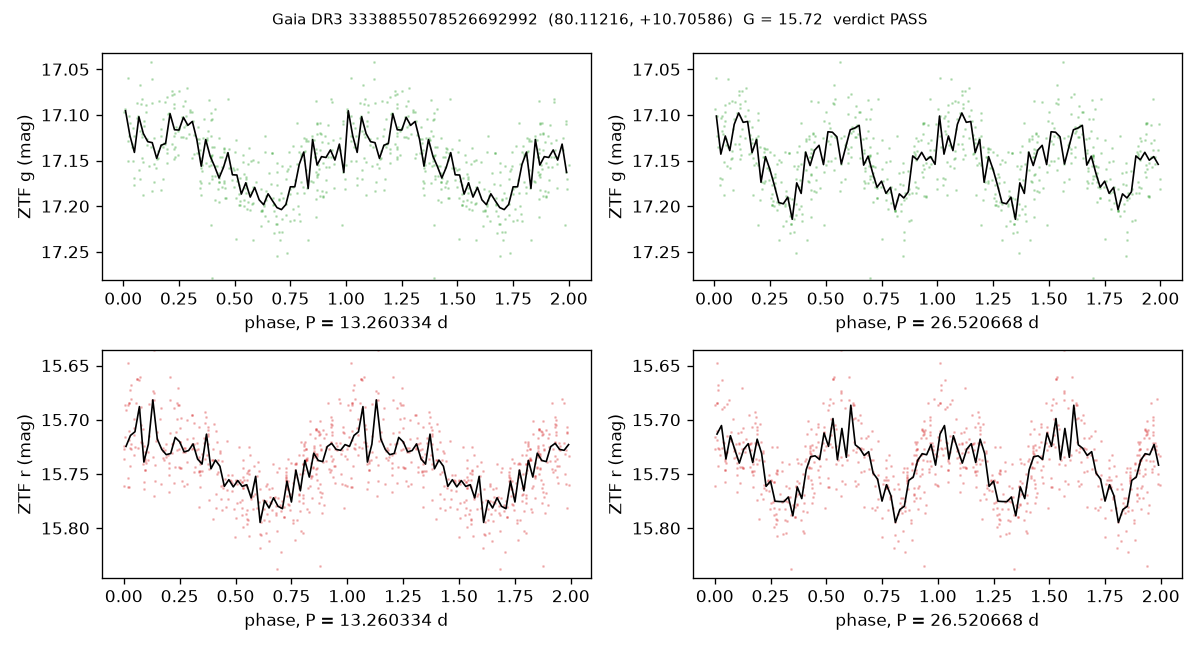 Gaia DR3 3338855078526692992  (80.11216, +10.70586)  G = 15.72  verdict PASS
ZTF g (mag)
17.05
17.10
17.15
17.20
17.25
0.00 0.25 0.50 0.75 1.00 1.25 1.50 1.75 2.00
phase, P = 13.260334 d
ZTF g (mag)
17.05
17.10
17.15
17.20
17.25
0.00 0.25 0.50 0.75 1.00 1.25 1.50 1.75 2.00
phase, P = 26.520668 d
ZTF r (mag)
15.65
15.70
15.75
15.80
0.00 0.25 0.50 0.75 1.00 1.25 1.50 1.75 2.00
phase, P = 13.260334 d
ZTF r (mag)
15.65
15.70
15.75
15.80
0.00 0.25 0.50 0.75 1.00 1.25 1.50 1.75 2.00
phase, P = 26.520668 d